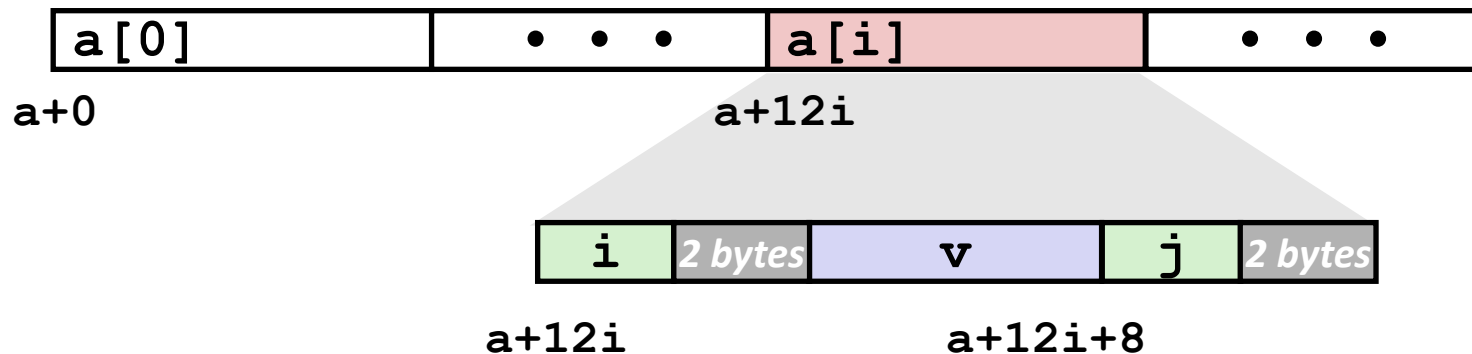 a[0] • • • a[i] • • •
a+0 a+12i
i 2 bytes v j 2 bytes
a+12i a+12i+8